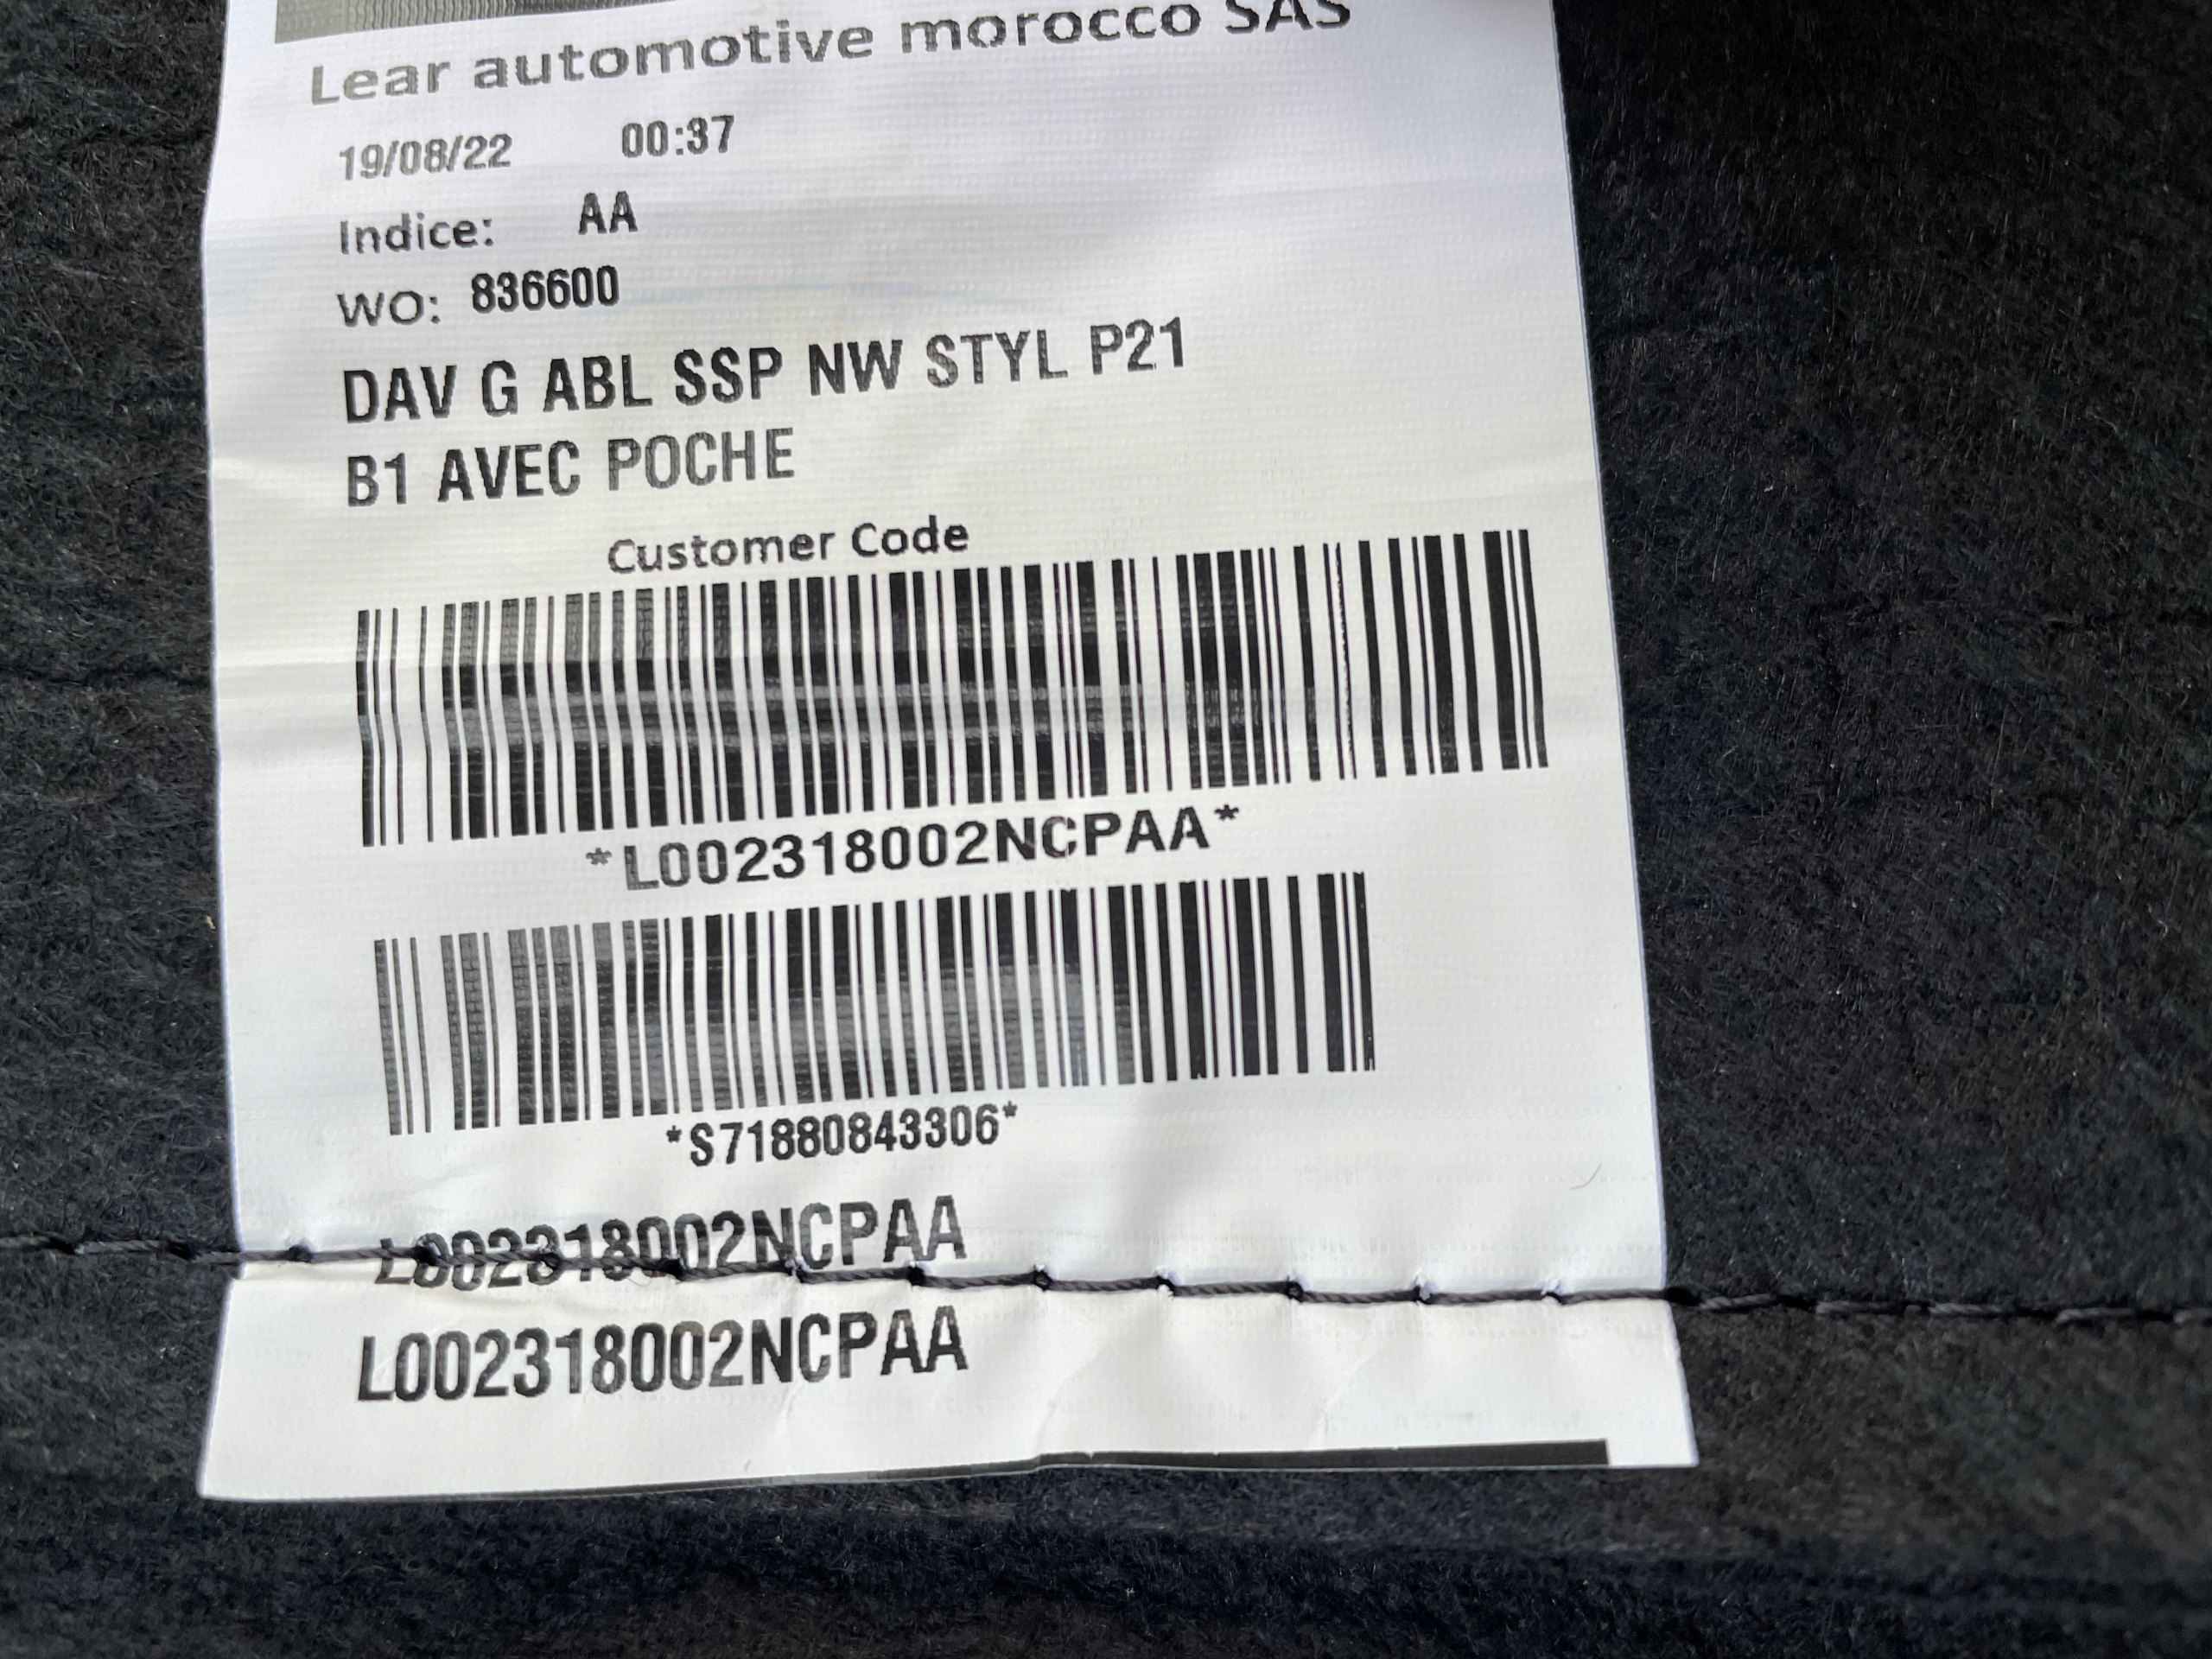 Lear automotive morocco SAS
19/08/22 00:37
Indice: AA
WO: 836600
DAV G ABL SSP NW STYL P21
B1 AVEC POCHE
Customer Code
*L002318002NCPAA*
*S71880843306*
L002318002NCPAA
L002318002NCPAA